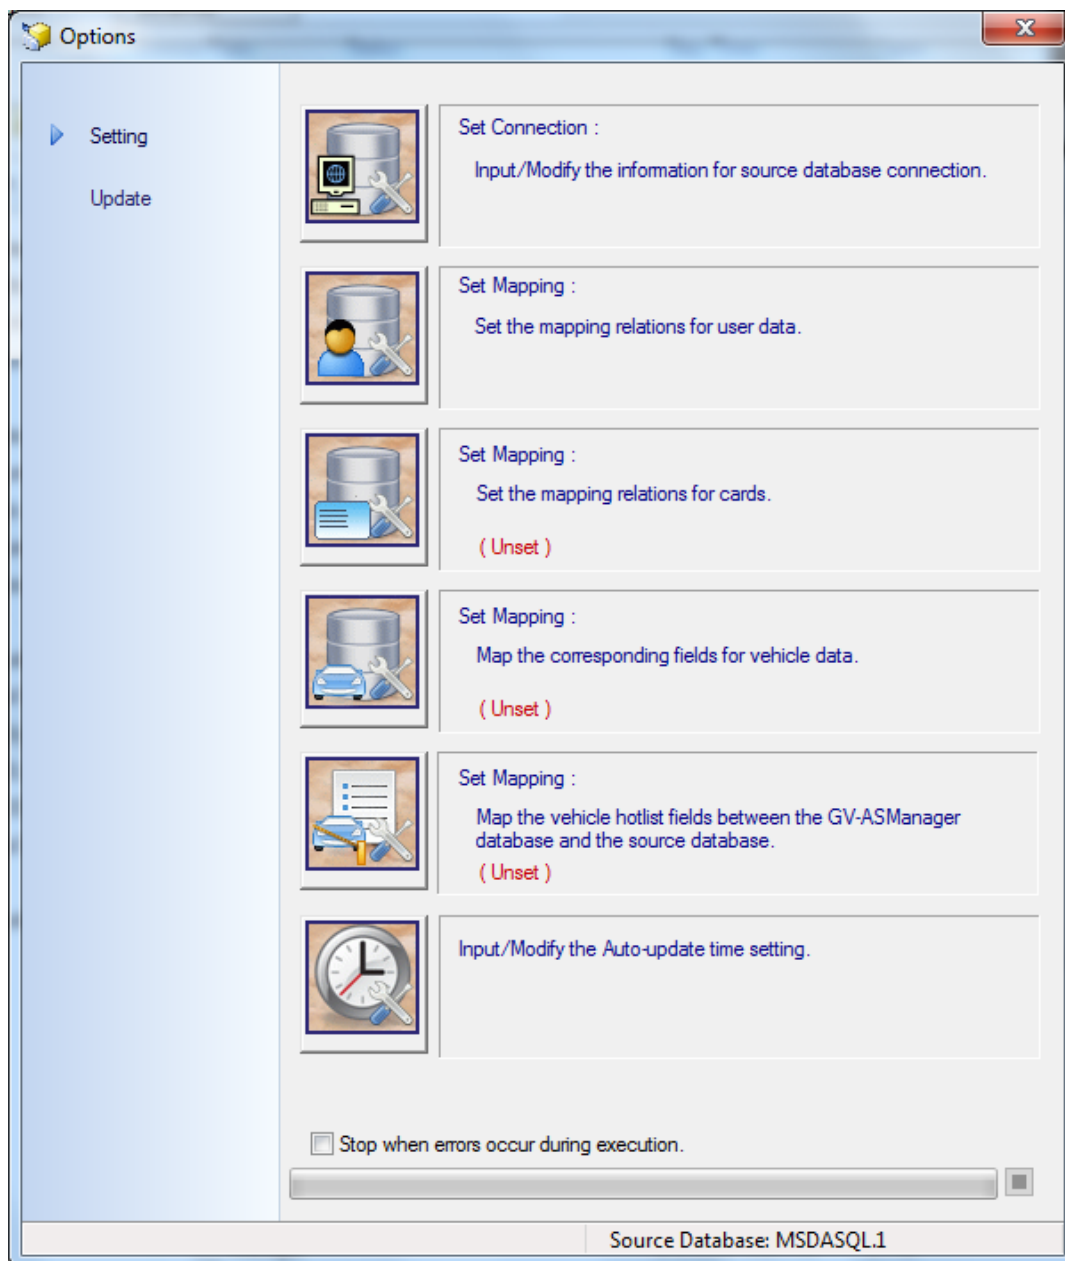 Options
Setting
Update
Set Connection :
Input/Modify the information for source database connection.
Set Mapping :
Set the mapping relations for user data.
Set Mapping :
Set the mapping relations for cards.
( Unset )
Set Mapping :
Map the corresponding fields for vehicle data.
( Unset )
Set Mapping :
Map the vehicle hotlist fields between the GV-ASManager
database and the source database.
( Unset )
Input/Modify the Auto-update time setting.
Stop when errors occur during execution.
Source Database: MSDASQL.1